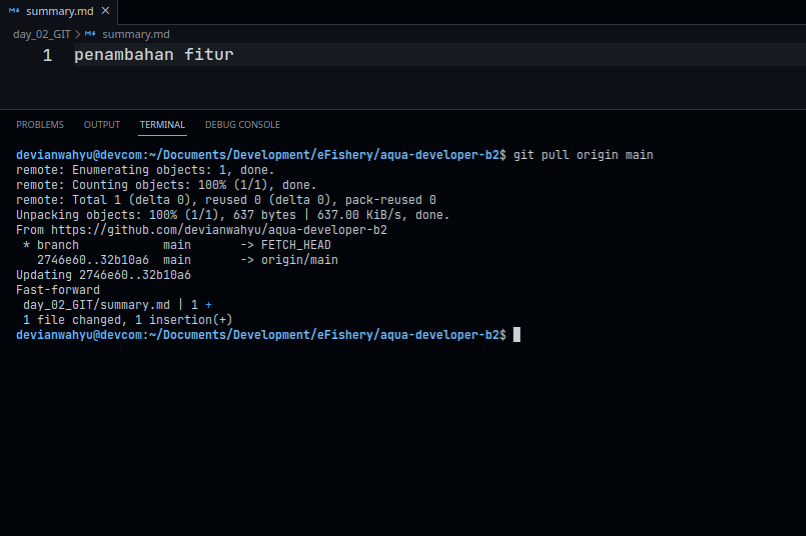 summary.md ×
day_02_GIT > summary.md
1 penambahan fitur
PROBLEMS OUTPUT TERMINAL DEBUG CONSOLE
devianwahyu@devcom:~/Documents/Development/eFishery/aqua-developer-b2$ git pull origin main
remote: Enumerating objects: 1, done.
remote: Counting objects: 100% (1/1), done.
remote: Total 1 (delta 0), reused 0 (delta 0), pack-reused 0
Unpacking objects: 100% (1/1), 637 bytes | 637.00 KiB/s, done.
From https://github.com/devianwahyu/aqua-developer-b2
 * branch            main       -> FETCH_HEAD
   2746e60..32b10a6  main       -> origin/main
Updating 2746e60..32b10a6
Fast-forward
 day_02_GIT/summary.md | 1 +
 1 file changed, 1 insertion(+)
devianwahyu@devcom:~/Documents/Development/eFishery/aqua-developer-b2$